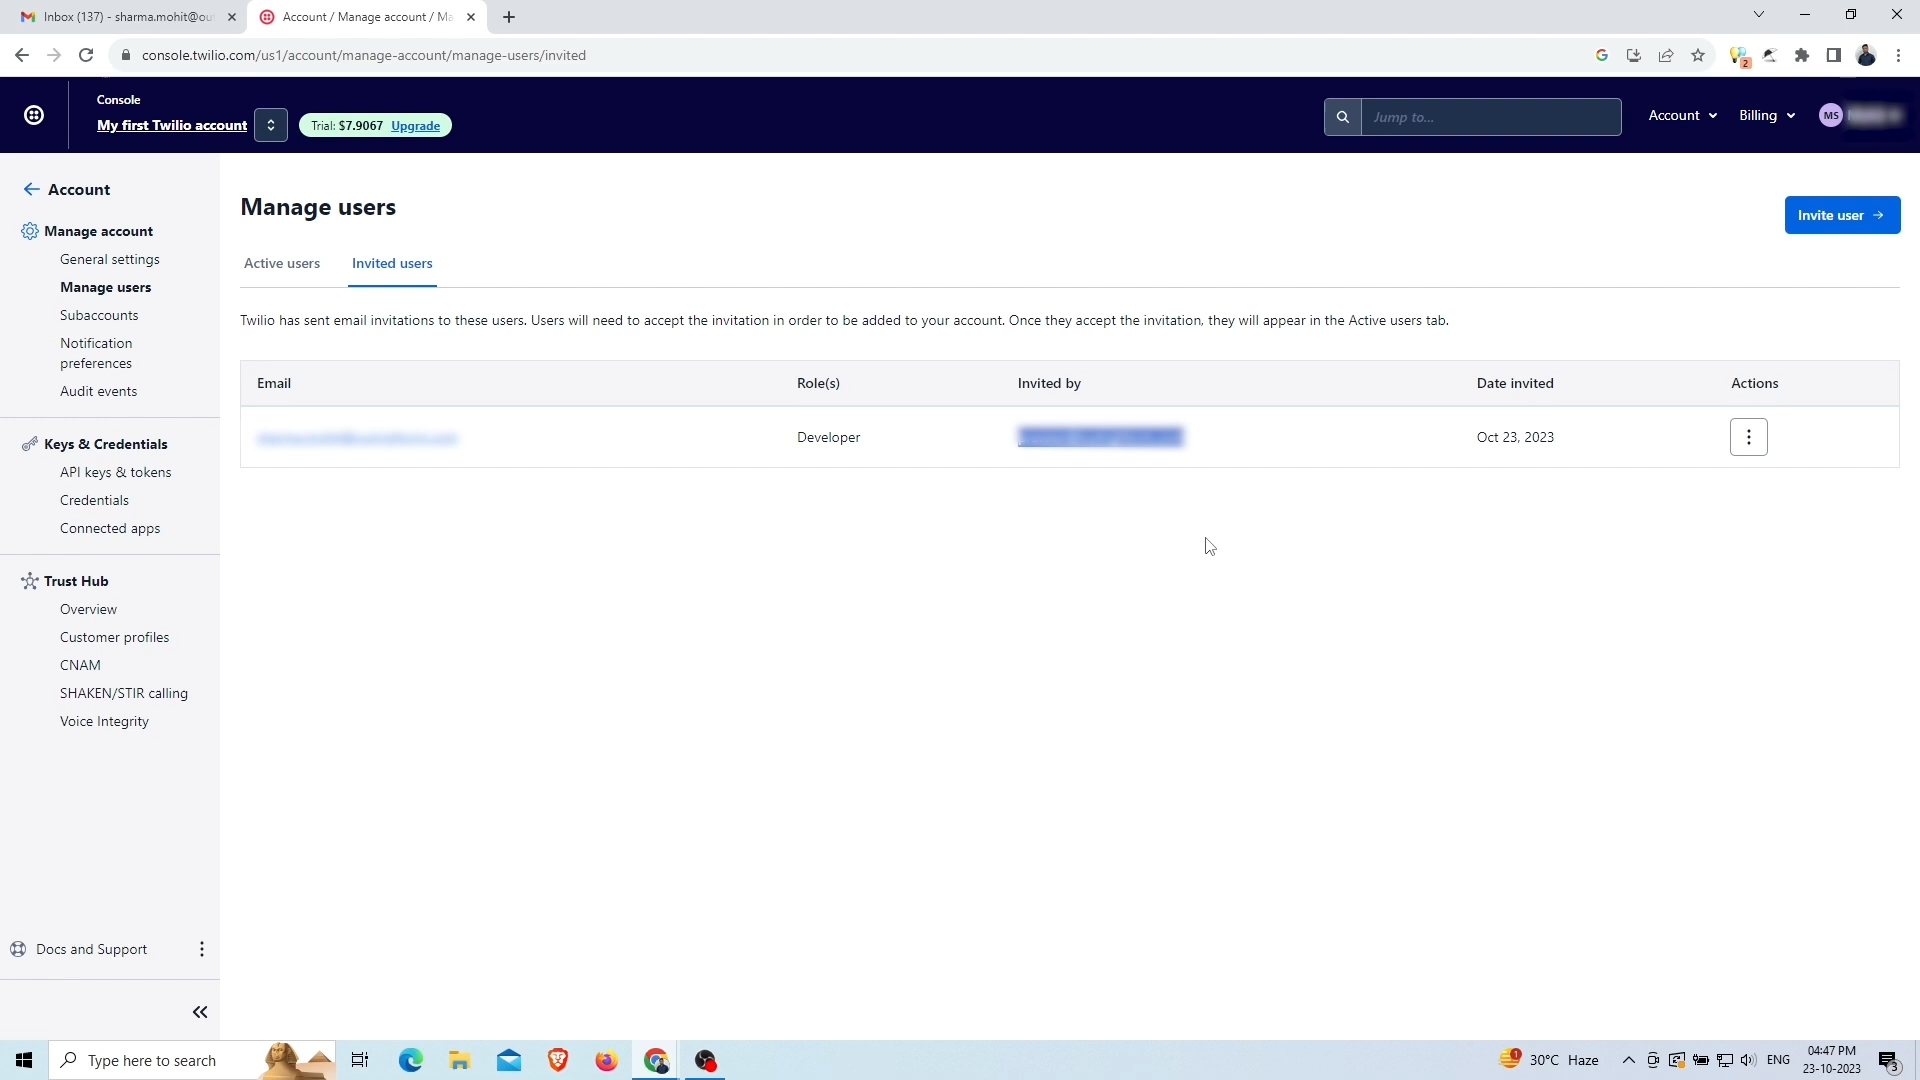 Inbox (137) - sharma.mohit@ou
Account / Manage account / Ma
console.twilio.com/us1/account/manage-account/manage-users/invited
2
Console
My first Twilio account
Trial: $7.9067 Upgrade
Jump to...
Account
Billing
MS
Account
Manage account
General settings
Manage users
Subaccounts
Notification
preferences
Audit events
Keys & Credentials
API keys & tokens
Credentials
Connected apps
Trust Hub
Overview
Customer profiles
CNAM
SHAKEN/STIR calling
Voice Integrity
Docs and Support
Manage users
Invite user
Active users Invited users
Twilio has sent email invitations to these users. Users will need to accept the invitation in order to be added to your account. Once they accept the invitation, they will appear in the Active users tab.
Email Role(s) Invited by Date invited Actions
Developer Oct 23, 2023
Type here to search
1
30°C Haze
ENG
04:47 PM
23-10-2023
3